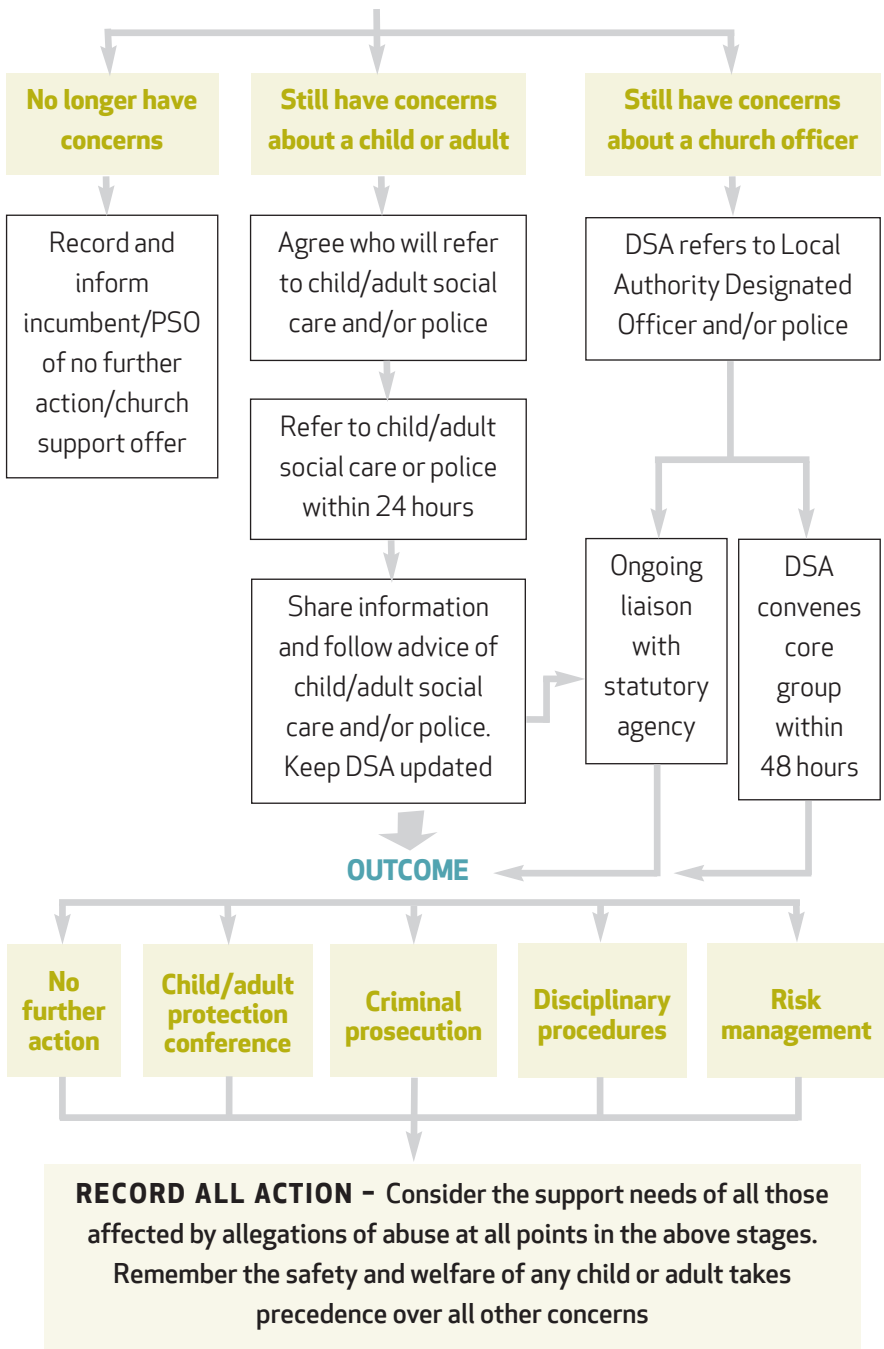 No longer have
concerns
Still have concerns
about a child or adult
Still have concerns
about a church officer
Record and
inform
incumbent/PSO
of no further
action/church
support offer
Agree who will refer
to child/adult social
care and/or police
DSA refers to Local
Authority Designated
Officer and/or police
Refer to child/adult
social care or police
within 24 hours
Share information
and follow advice of
child/adult social
care and/or police.
Keep DSA updated
Ongoing
liaison
with
statutory
agency
DSA
convenes
core
group
within
48 hours
OUTCOME
No
further
action
Child/adult
protection
conference
Criminal
prosecution
Disciplinary
procedures
Risk
management
RECORD ALL ACTION – Consider the support needs of all those
affected by allegations of abuse at all points in the above stages.
Remember the safety and welfare of any child or adult takes
precedence over all other concerns